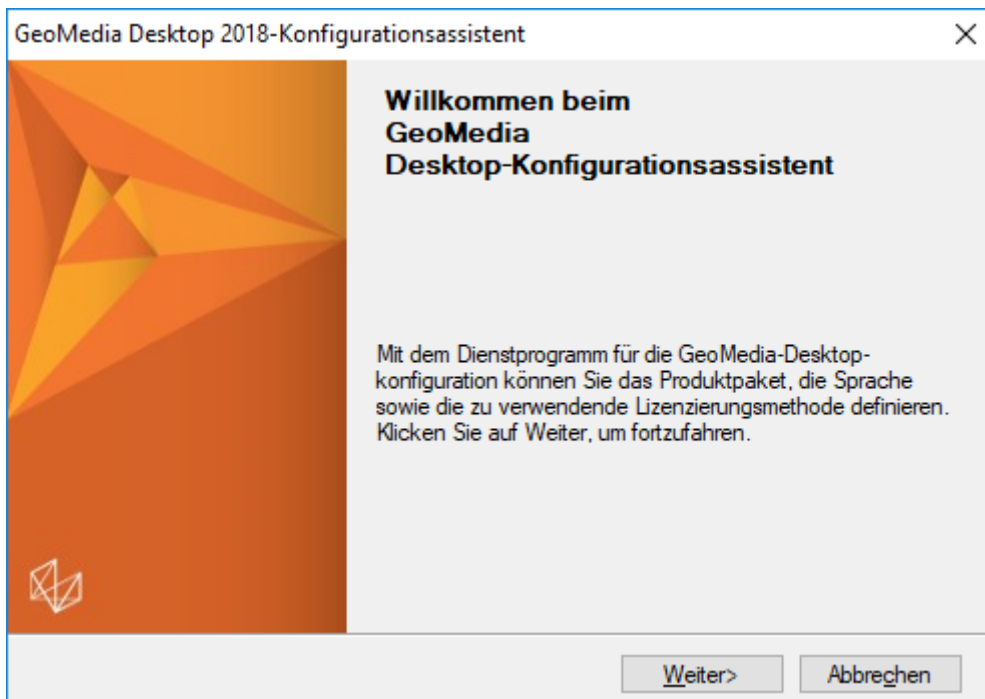 GeoMedia Desktop 2018-Konfigurationsassistent
Willkommen beim
GeoMedia
Desktop-Konfigurationsassistent
Mit dem Dienstprogramm für die GeoMedia-Desktop-
konfiguration können Sie das Produktpaket, die Sprache
sowie die zu verwendende Lizenzierungsmethode definieren.
Klicken Sie auf Weiter, um fortzufahren.
Weiter>
Abbrechen